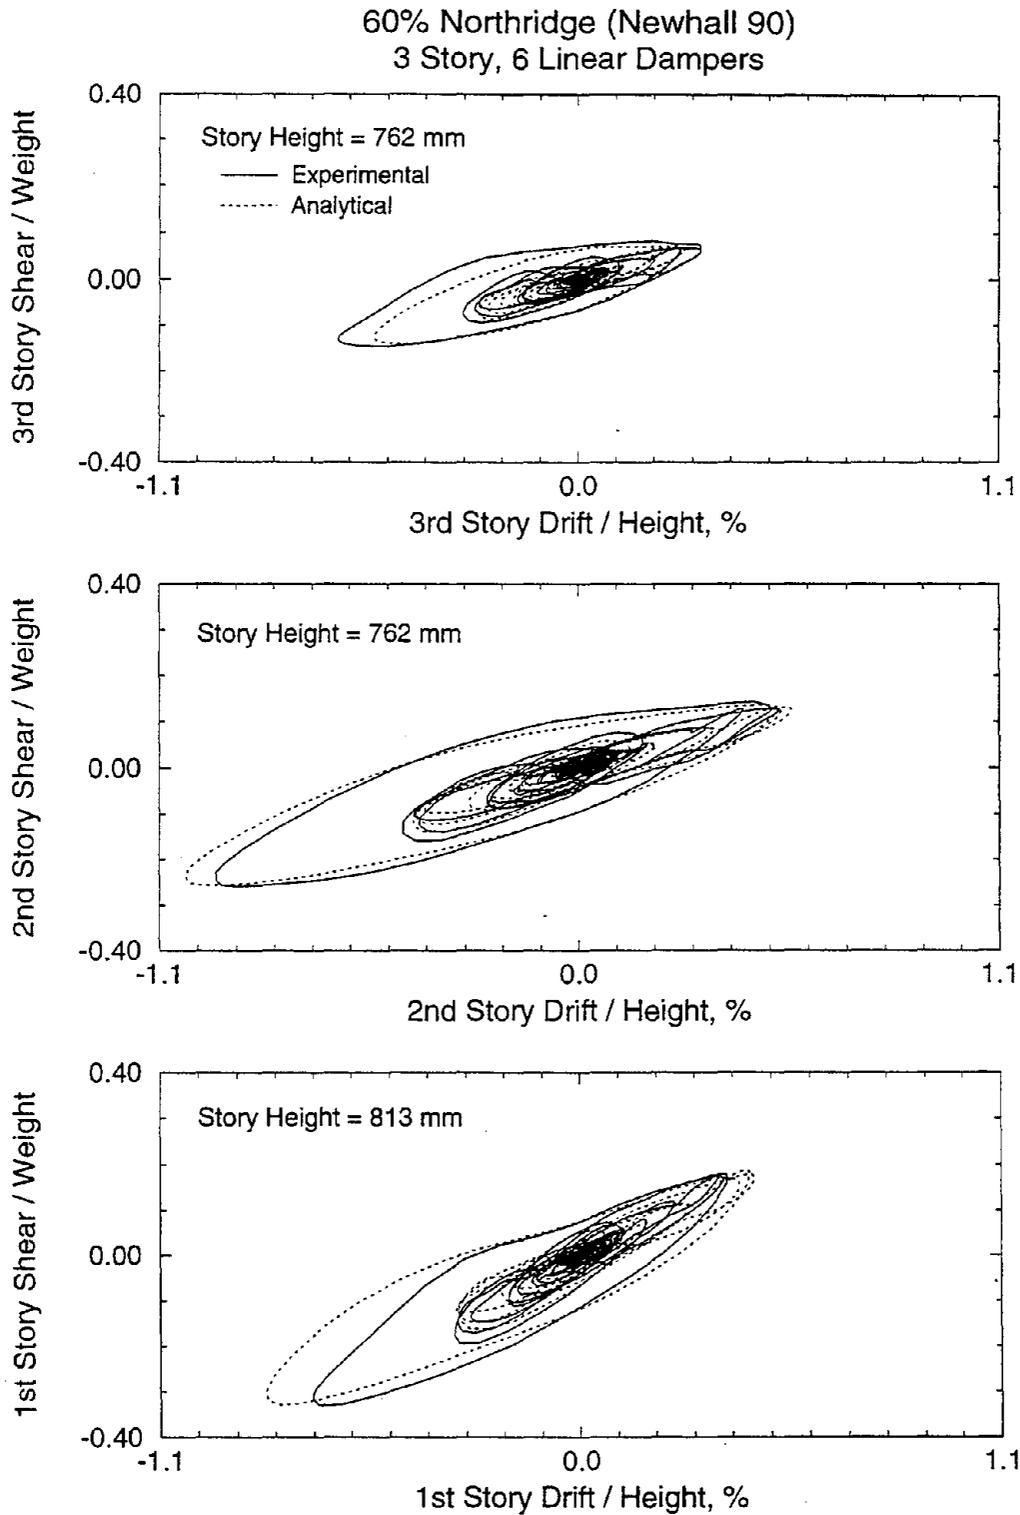 60% Northridge (Newhall 90)
3 Story, 6 Linear Dampers
3rd Story Shear / Weight
0.40
0.00
-0.40
Story Height = 762 mm
Experimental
Analytical
-1.1
0.0
1.1
3rd Story Drift / Height, %
2nd Story Shear / Weight
0.40
0.00
-0.40
Story Height = 762 mm
-1.1
0.0
1.1
2nd Story Drift / Height, %
1st Story Shear / Weight
0.40
0.00
-0.40
Story Height = 813 mm
-1.1
0.0
1.1
1st Story Drift / Height, %